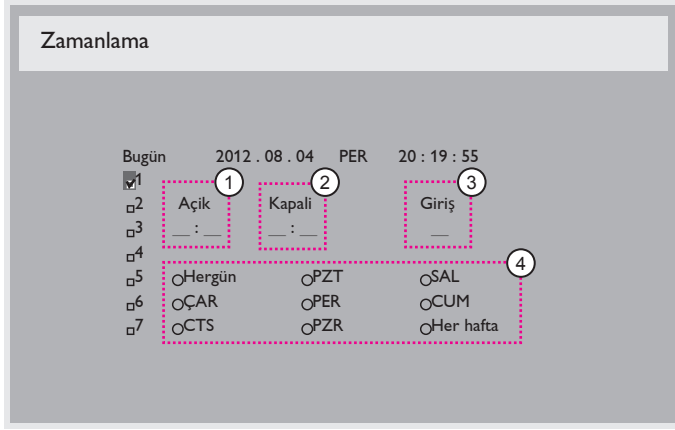 Zamanlama
Bugün 2012 . 08 . 04 PER 20 : 19 : 55
1 1 2 3
2 Açik Kapali Giriş
3 __ : __ __ : __ __
4 4
5 Hergün PZT SAL
6 ÇAR PER CUM
7 CTS PZR Her hafta